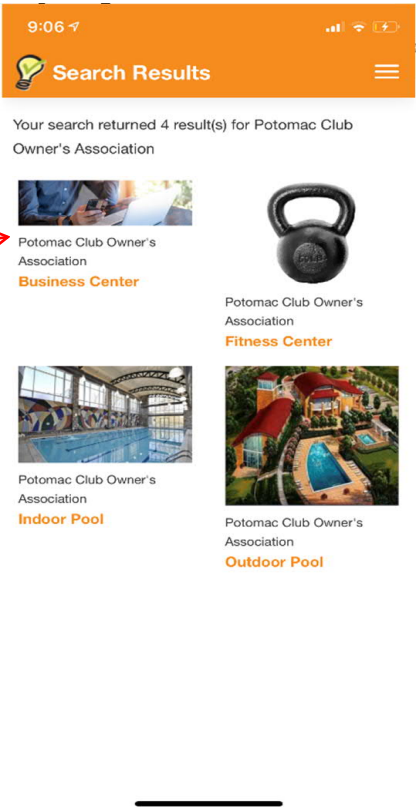 9:06
Search Results
Your search returned 4 result(s) for Potomac Club
Owner's Association
Potomac Club Owner's
Association
Business Center
Potomac Club Owner's
Association
Fitness Center
Potomac Club Owner's
Association
Indoor Pool
Potomac Club Owner's
Association
Outdoor Pool